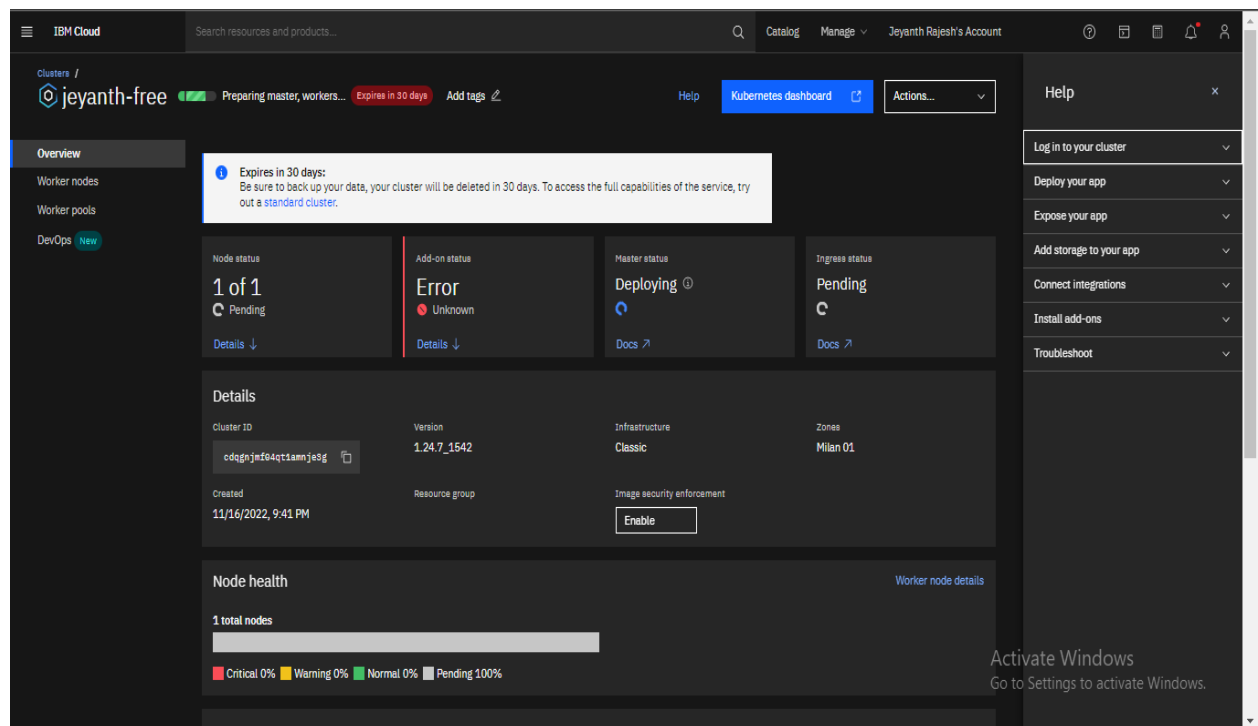 IBM Cloud
Search resources and products...
Catalog
Manage
Jeyanth Rajesh's Account
Clusters /
jeyanth-free
Preparing master, workers...
Expires in 30 days
Add tags
Help
Kubernetes dashboard
Actions...
Overview
Worker nodes
Worker pools
DevOps New
Expires in 30 days:
Be sure to back up your data, your cluster will be deleted in 30 days. To access the full capabilities of the service, try
out a standard cluster.
Node status
1 of 1
Pending
Details
Add-on status
Error
Unknown
Details
Master status
Deploying
Docs
Ingress status
Pending
Docs
Details
Cluster ID
cdqgnjmf04qt1amnje3g
Version
1.24.7_1542
Infrastructure
Classic
Zones
Milan 01
Created
11/16/2022, 9:41 PM
Resource group
Image security enforcement
Enable
Node health
Worker node details
1 total nodes
Critical 0% Warning 0% Normal 0% Pending 100%
Help
Log in to your cluster
Deploy your app
Expose your app
Add storage to your app
Connect integrations
Install add-ons
Troubleshoot
Activate Windows
Go to Settings to activate Windows.